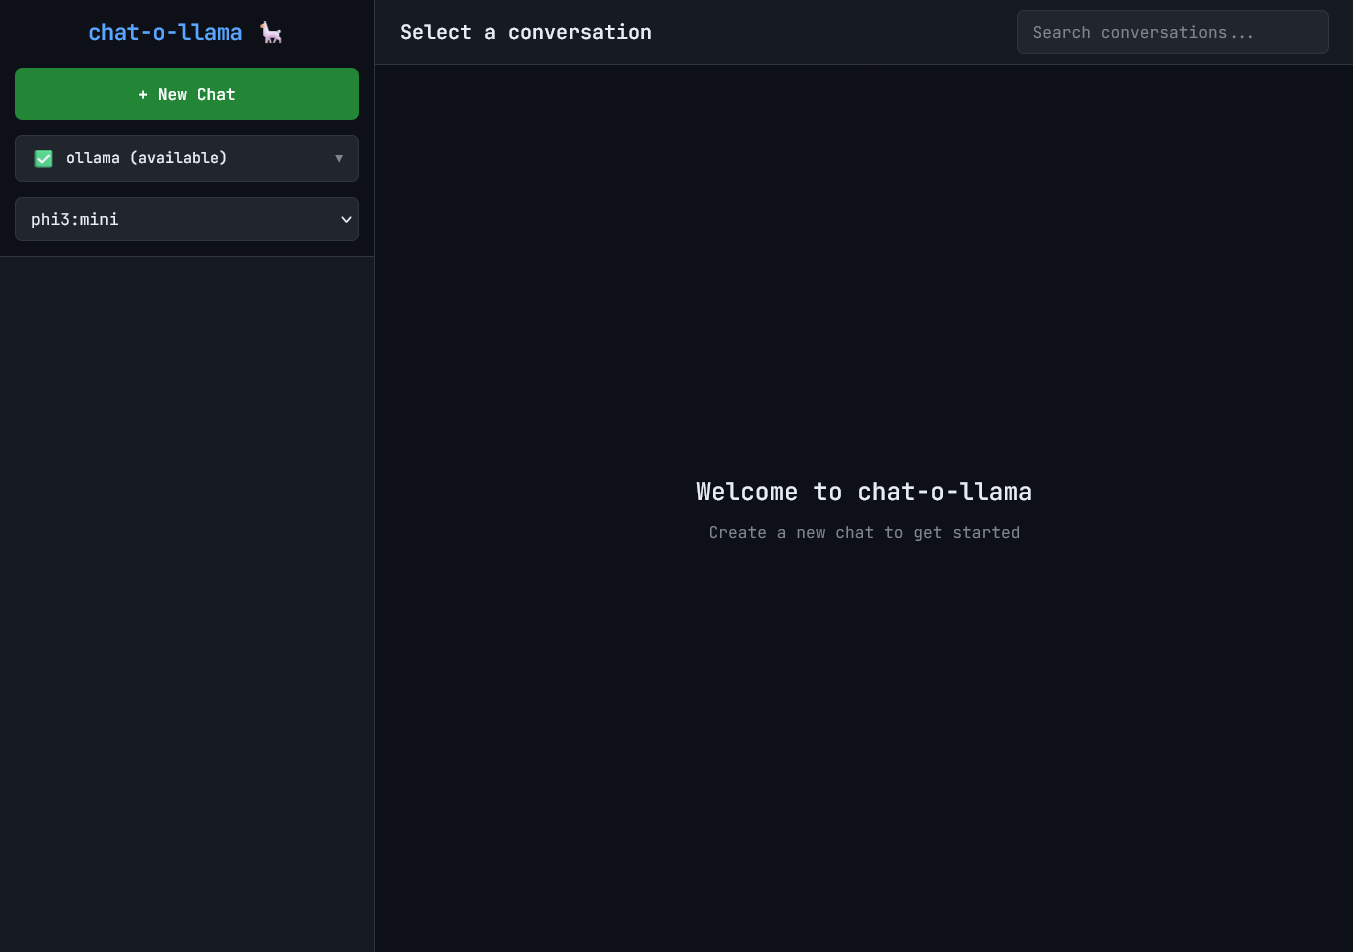 chat-o-llama 🦙
+ New Chat
✅ ollama (available) ▼
phi3:mini
Select a conversation
Search conversations...
Welcome to chat-o-llama
Create a new chat to get started